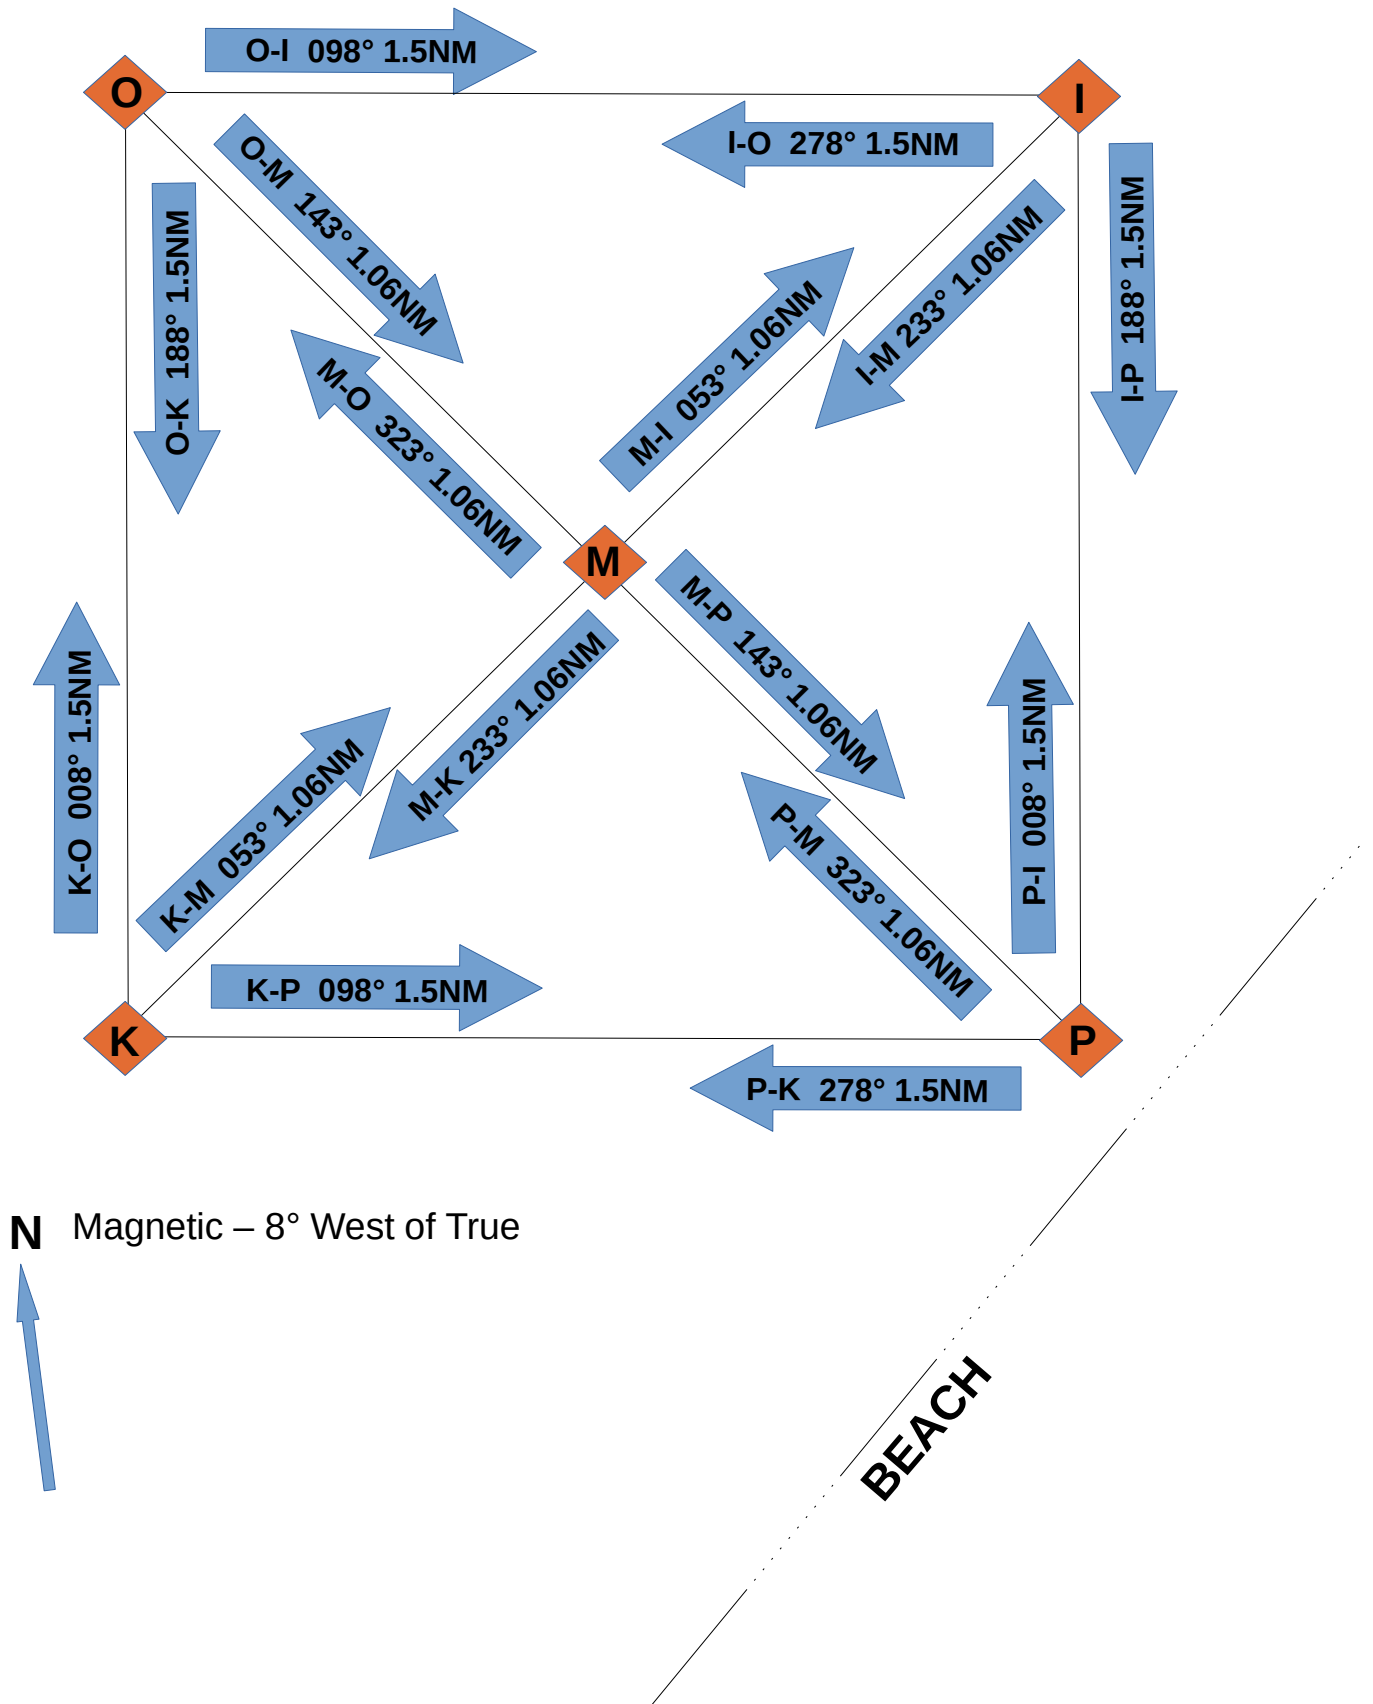 O-I 098° 1.5NM
O
I
I-O 278° 1.5NM
O-M 143° 1.06NM
O-K 188° 1.5NM
I-P 188° 1.5NM
I-M 233° 1.06NM
M-I 053° 1.06NM
M-O 323° 1.06NM
M
M-P 143° 1.06NM
M-K 233° 1.06NM
K-O 008° 1.5NM
K-M 053° 1.06NM
P-I 008° 1.5NM
P-M 323° 1.06NM
K-P 098° 1.5NM
K
P
P-K 278° 1.5NM
N Magnetic – 8° West of True
BEACH